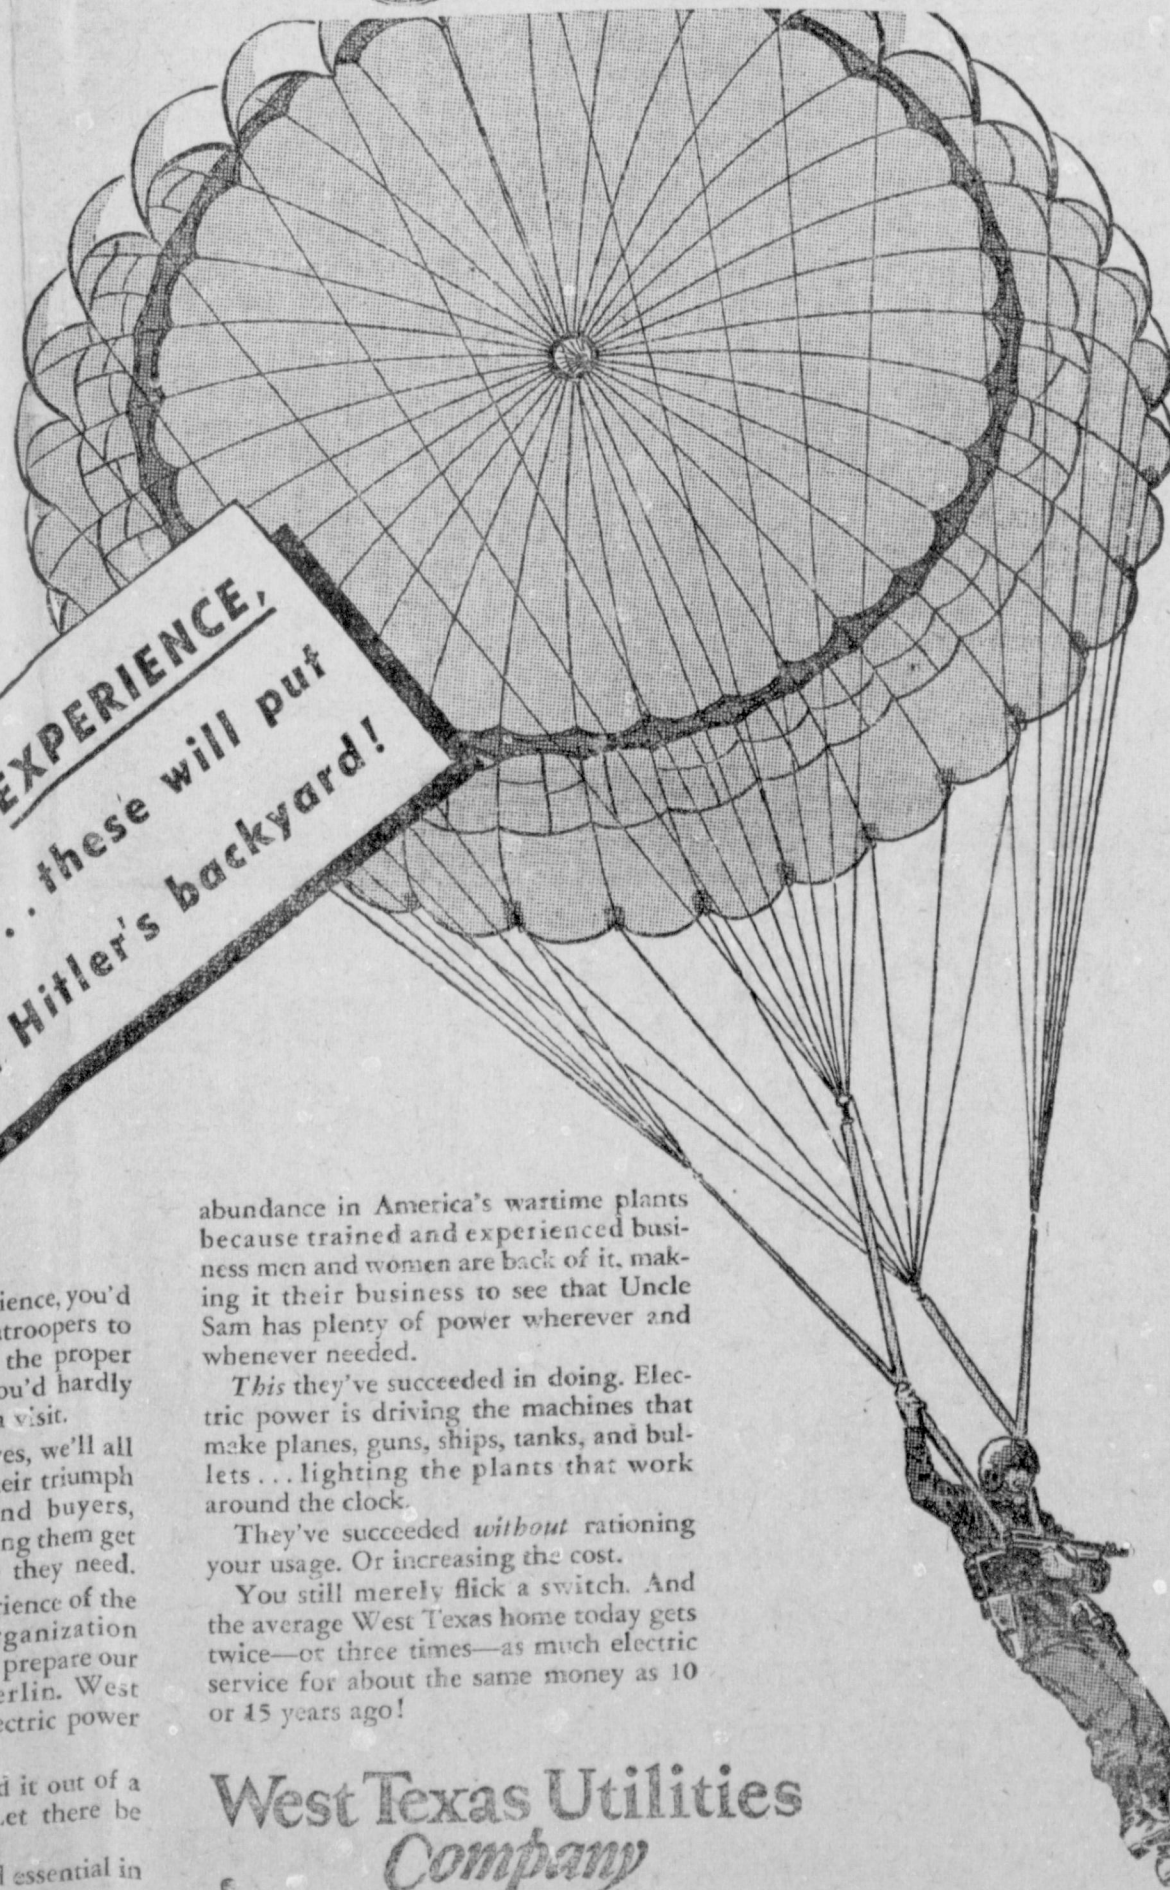 EXPERIENCE,
. . these will put
Hitler's backyard!
ience, you'd
troopers to
the proper
ou'd hardly
visit.
es, we'll all
eir triumph
nd buyers,
ng them get
they need.
ience of the
ganization
prepare our
erlin. West
ectric power
d it out of a
et there be
essential in
abundance in America's wartime plants
because trained and experienced busi-
ness men and women are back of it, mak-
ing it their business to see that Uncle
Sam has plenty of power wherever and
whenever needed.
This they've succeeded in doing. Elec-
tric power is driving the machines that
make planes, guns, ships, tanks, and bul-
lets . . . lighting the plants that work
around the clock.
They've succeeded without rationing
your usage. Or increasing the cost.
You still merely flick a switch. And
the average West Texas home today gets
twice—or three times—as much electric
service for about the same money as 10
or 15 years ago!
West Texas Utilities
Company